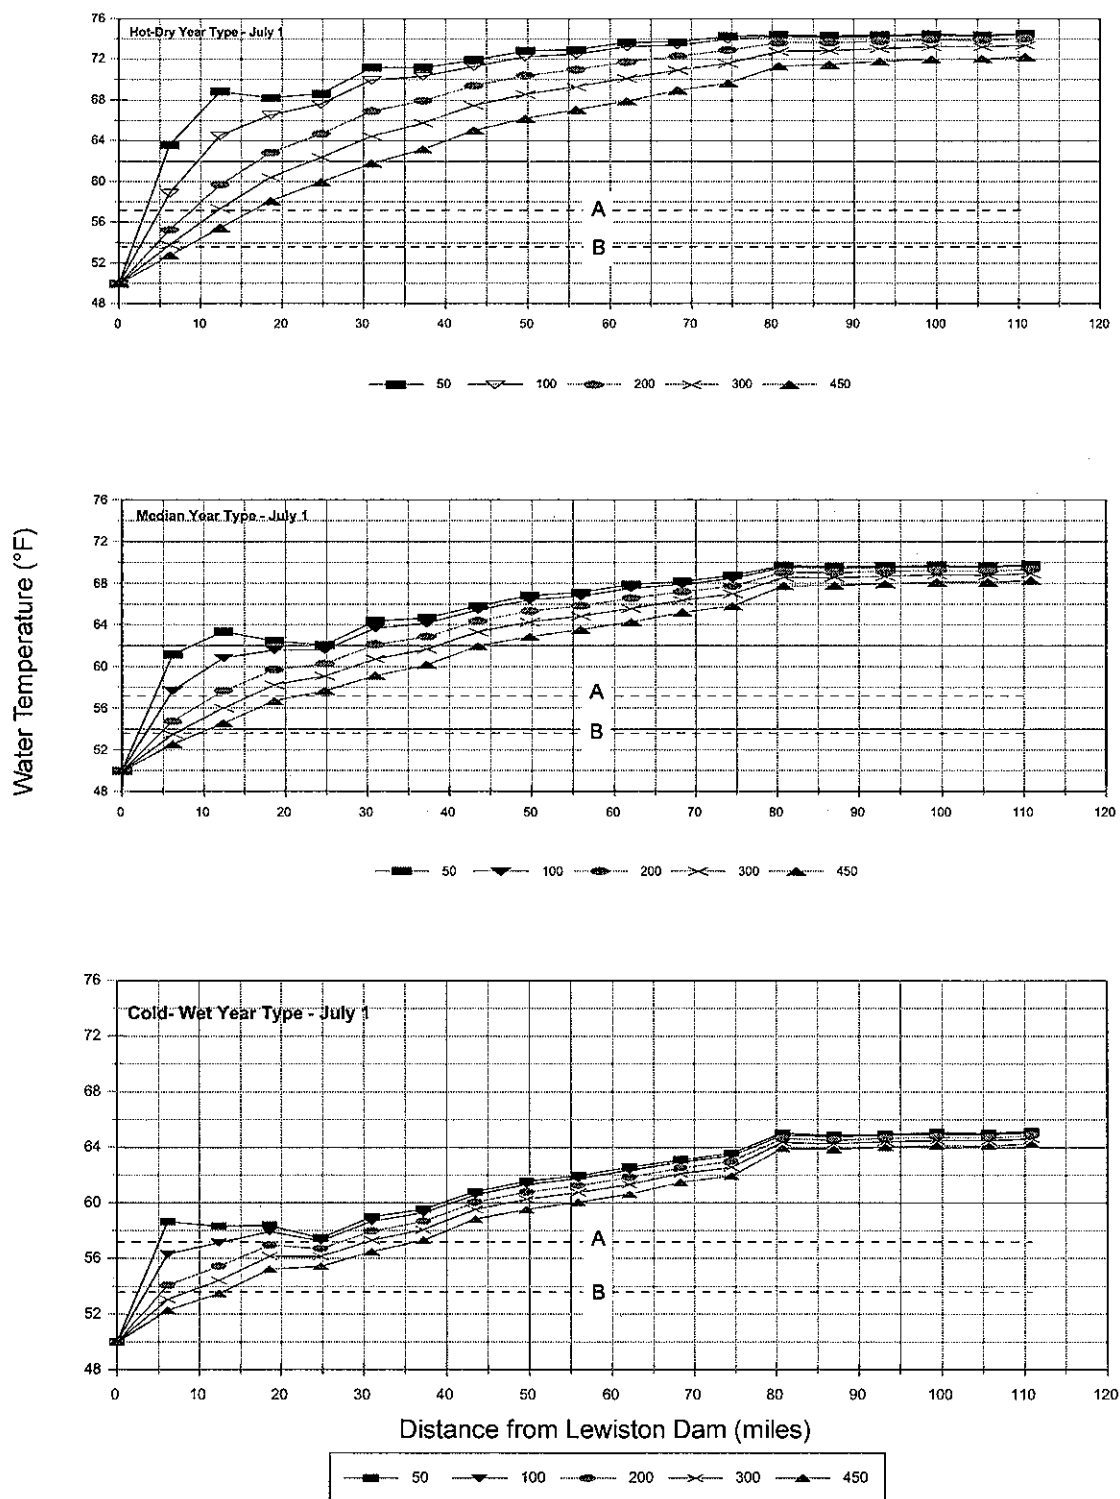 76
Hot-Dry Year Type - July 1
72
68
64
60
56
52
48
A
B
0 10 20 30 40 50 60 70 80 90 100 110 120
50 100 200 300 450
Water Temperature (°F)
76
Median Year Type - July 1
72
68
64
60
56
52
48
A
B
0 10 20 30 40 50 60 70 80 90 100 110 120
50 100 200 300 450
76
Cold- Wet Year Type - July 1
72
68
64
60
56
52
48
A
B
0 10 20 30 40 50 60 70 80 90 100 110 120
Distance from Lewiston Dam (miles)
50 100 200 300 450